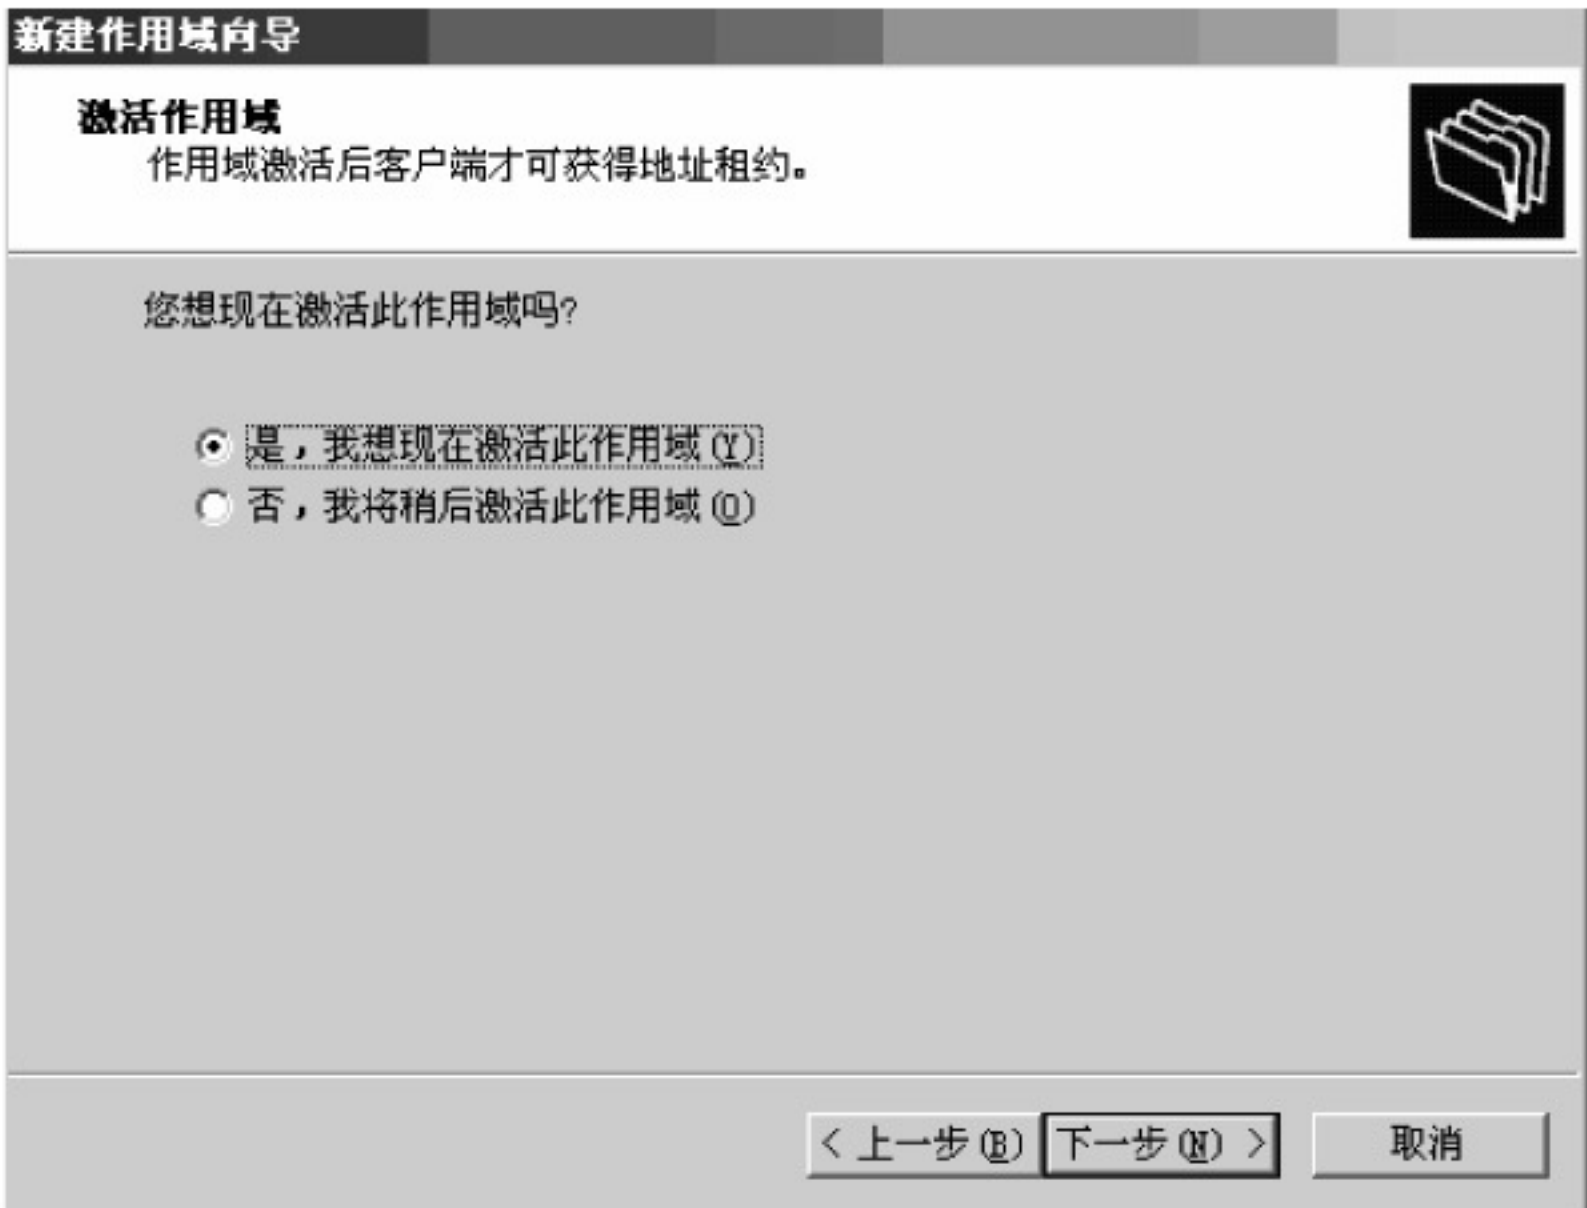 新建作用域向导
激活作用域
作用域激活后客户端才可获得地址租约。
您想现在激活此作用域吗?
是，我想现在激活此作用域(Y)
否，我将稍后激活此作用域(O)
< 上一步(B) 下一步(N) > 取消